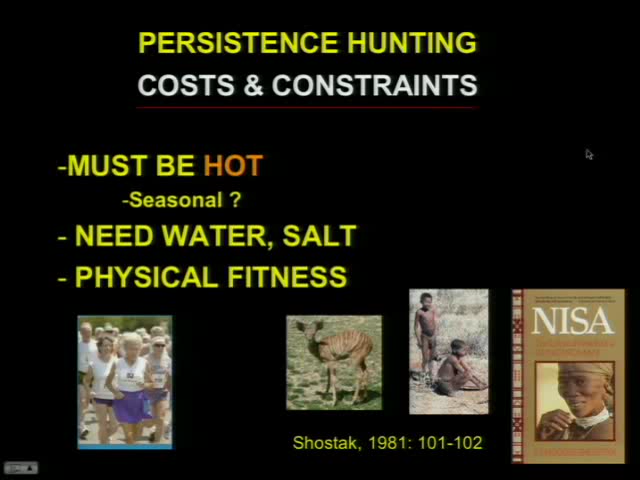 PERSISTENCE HUNTING
COSTS & CONSTRAINTS
-MUST BE HOT
-Seasonal ?
- NEED WATER, SALT
- PHYSICAL FITNESS
NISA
Shostak, 1981: 101-102